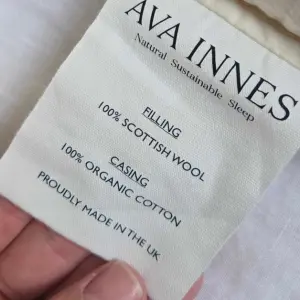 AVA INNES
Natural Sustainable Sleep
FILLING
100% SCOTTISH WOOL
CASING
100% ORGANIC COTTON
PROUDLY MADE IN THE UK